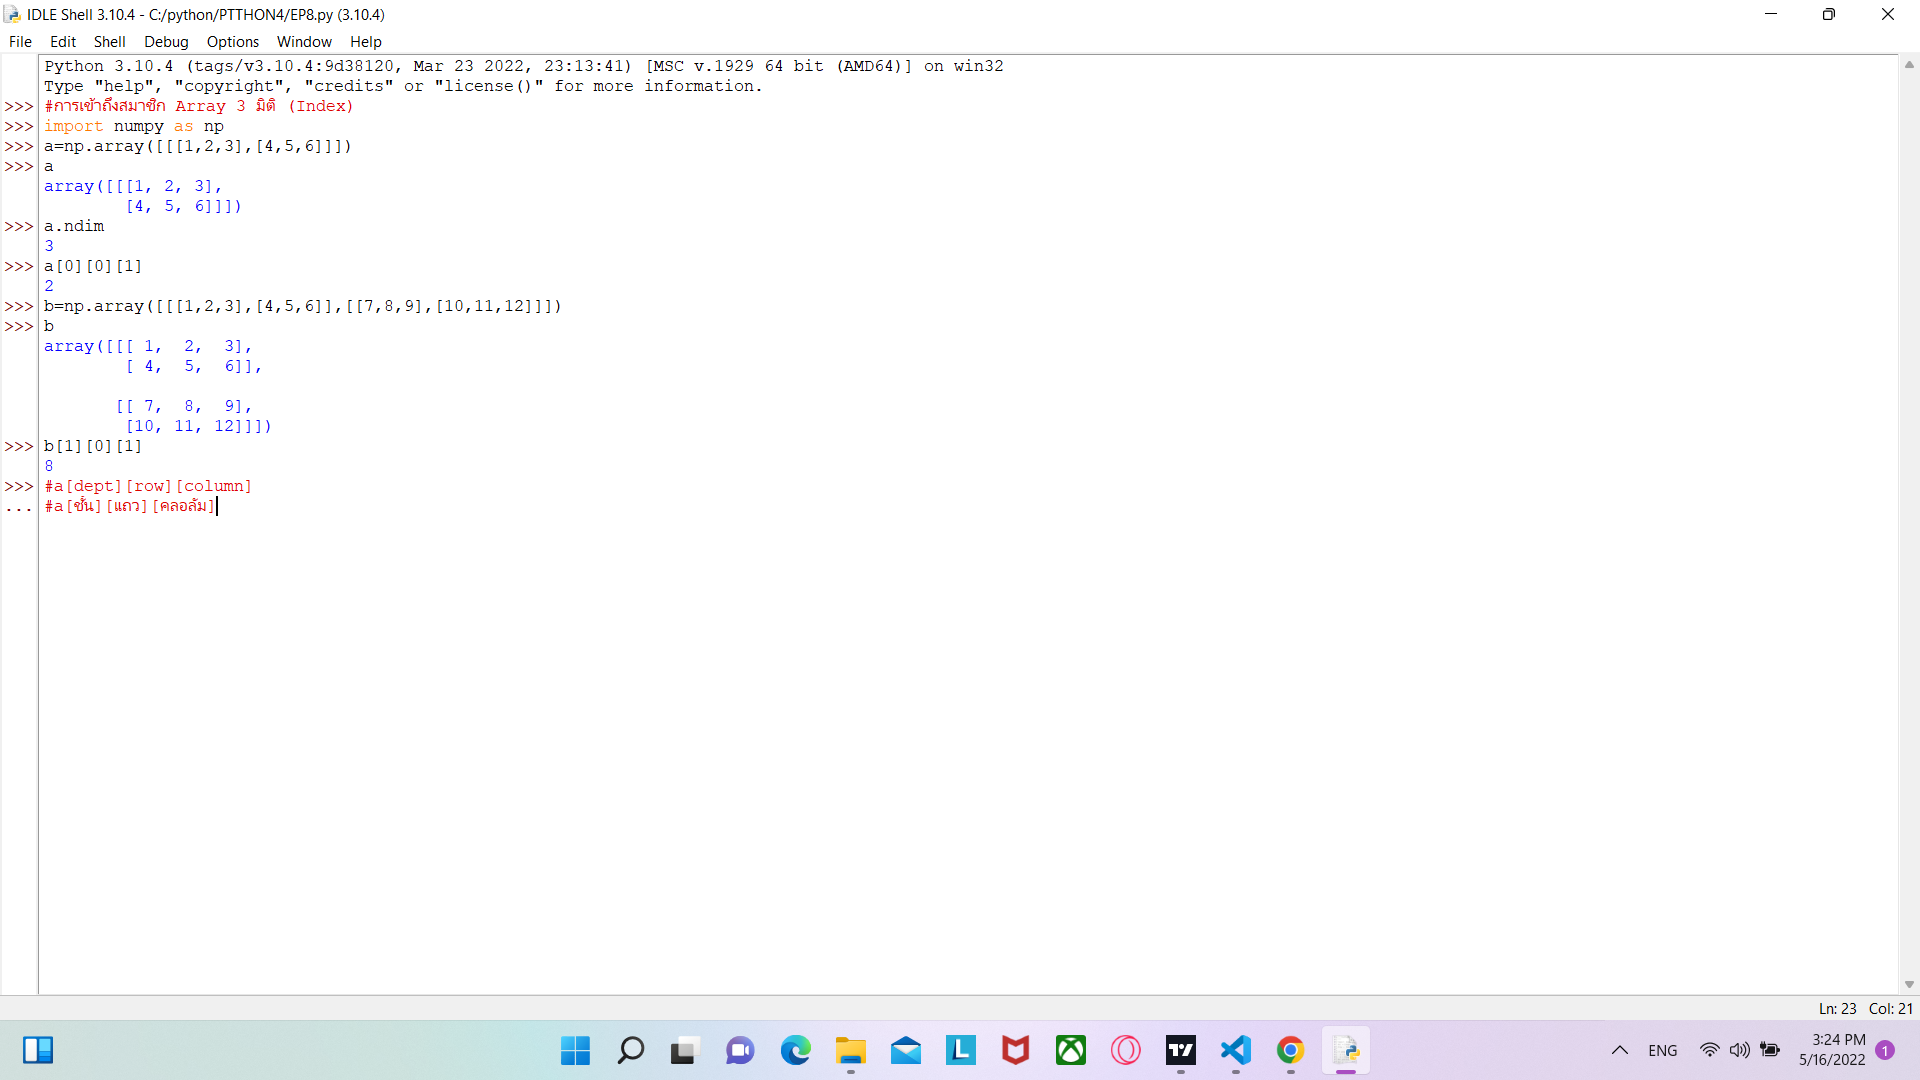 IDLE Shell 3.10.4 - C:/python/PTTHON4/EP8.py (3.10.4)
File Edit Shell Debug Options Window Help
Python 3.10.4 (tags/v3.10.4:9d38120, Mar 23 2022, 23:13:41) [MSC v.1929 64 bit (AMD64)] on win32
Type "help", "copyright", "credits" or "license()" for more information.
>>> #การเข้าถึงสมาชิก Array 3 มิติ (Index)
>>> import numpy as np
>>> a=np.array([[[1,2,3],[4,5,6]]])
>>> a
array([[[1, 2, 3],
        [4, 5, 6]]])
>>> a.ndim
3
>>> a[0][0][1]
2
>>> b=np.array([[[1,2,3],[4,5,6]],[[7,8,9],[10,11,12]]])
>>> b
array([[[ 1,  2,  3],
        [ 4,  5,  6]],
       [[ 7,  8,  9],
        [10, 11, 12]]])
>>> b[1][0][1]
8
>>> #a[dept][row][column]
... #a[ชั้น][แถว][คลอลัม]
Ln: 23 Col: 21
ENG
3:24 PM
5/16/2022
1